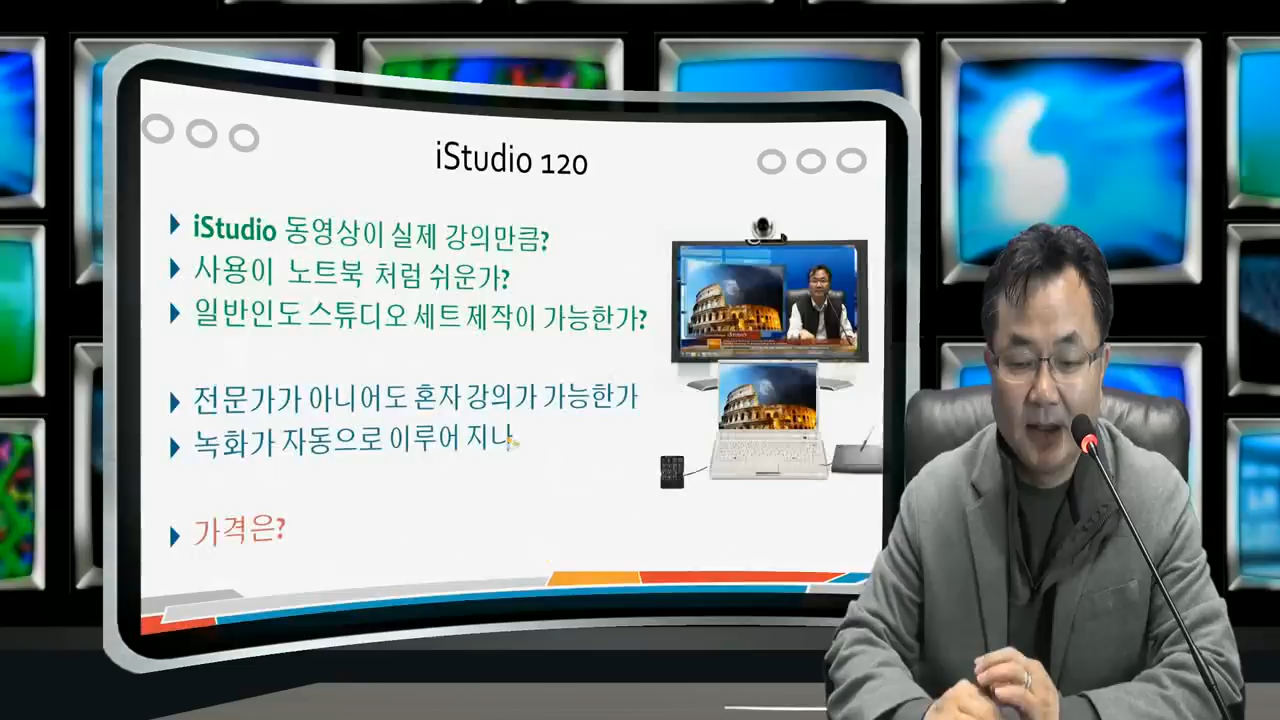 iStudio 120
iStudio 동영상이 실제 강의만큼?
사용이 노트북 처럼 쉬운가?
일반인도 스튜디오 세트 제작이 가능한가?
전문가가 아니어도 혼자 강의가 가능한가
녹화가 자동으로 이루어 지나
가격은?